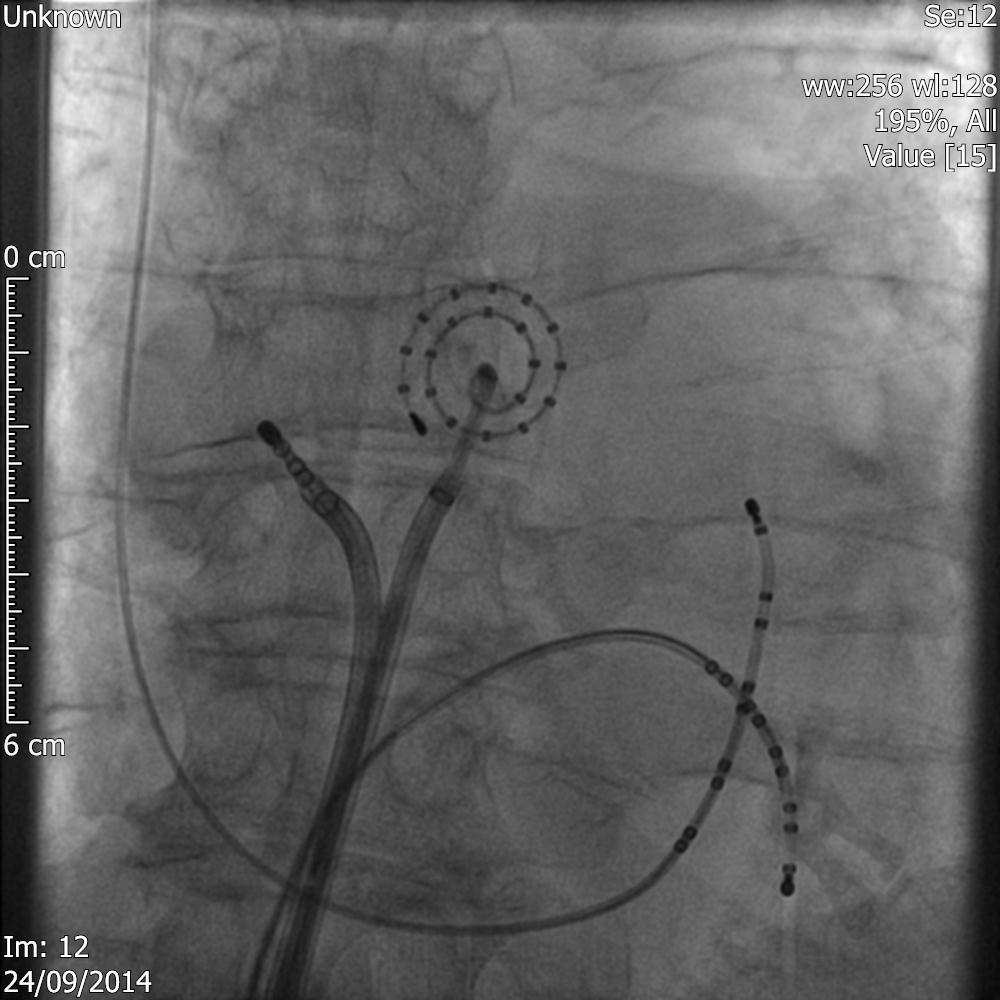 Unknown
Se:12
ww:256 wl:128
195%, All
Value [15]
0 cm
6 cm
Im: 12
24/09/2014